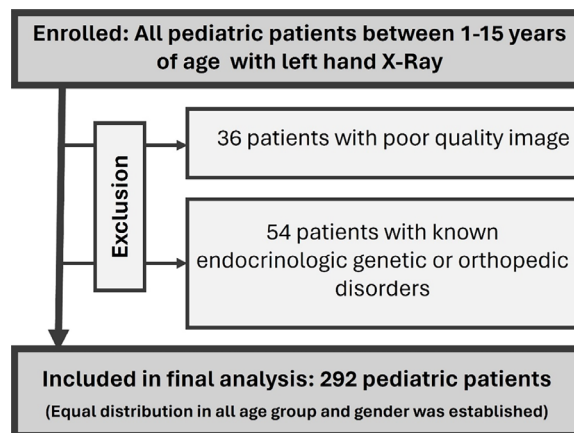 Enrolled: All pediatric patients between 1-15 years
of age with left hand X-Ray
Exclusion
36 patients with poor quality image
54 patients with known
endocrinologic genetic or orthopedic
disorders
Included in final analysis: 292 pediatric patients
(Equal distribution in all age group and gender was established)